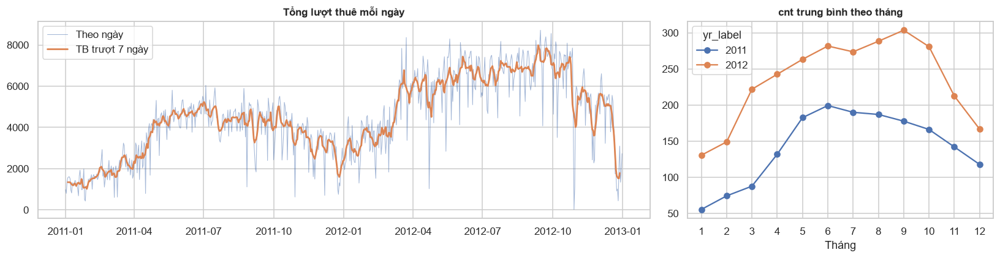 Tổng lượt thuê mỗi ngày
Theo ngày
TB trượt 7 ngày
8000
6000
4000
2000
0
2011-01 2011-04 2011-07 2011-10 2012-01 2012-04 2012-07 2012-10 2013-01
cnt trung bình theo tháng
yr_label
2011
2012
300
250
200
150
100
50
1 2 3 4 5 6 7 8 9 10 11 12
Tháng